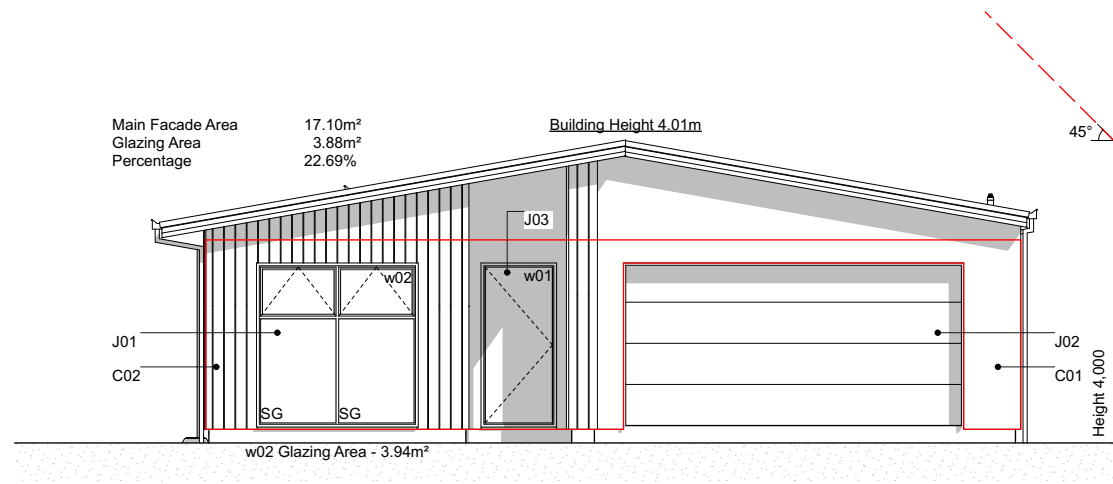 Main Facade Area 17.10m²
Glazing Area 3.88m²
Percentage 22.69%
Building Height 4.01m
45°
J03
w02
w01
J01
J02
C02
C01
Height 4,000
SG
SG
w02 Glazing Area - 3.94m²